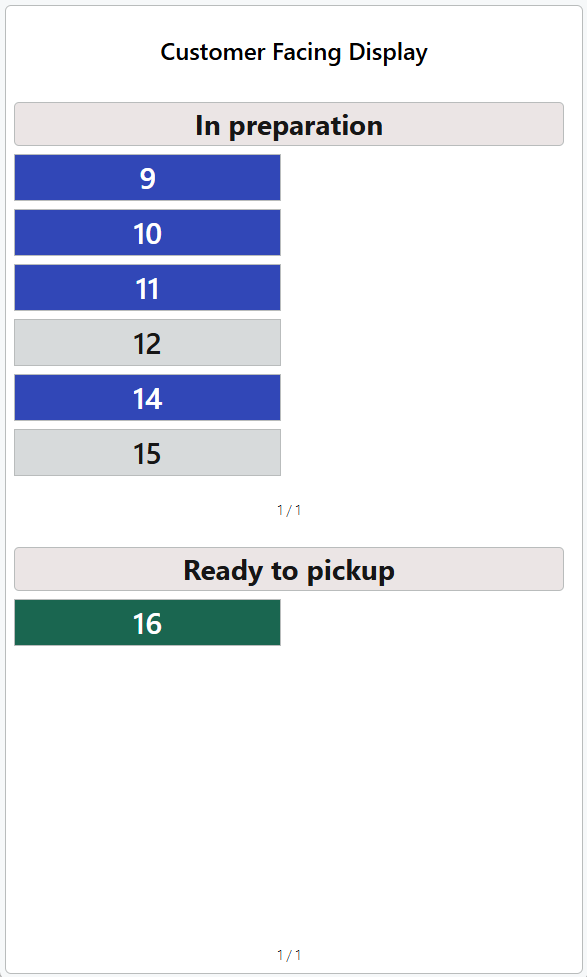 Customer Facing Display
In preparation
9
10
11
12
14
15
1 / 1
Ready to pickup
16
1 / 1